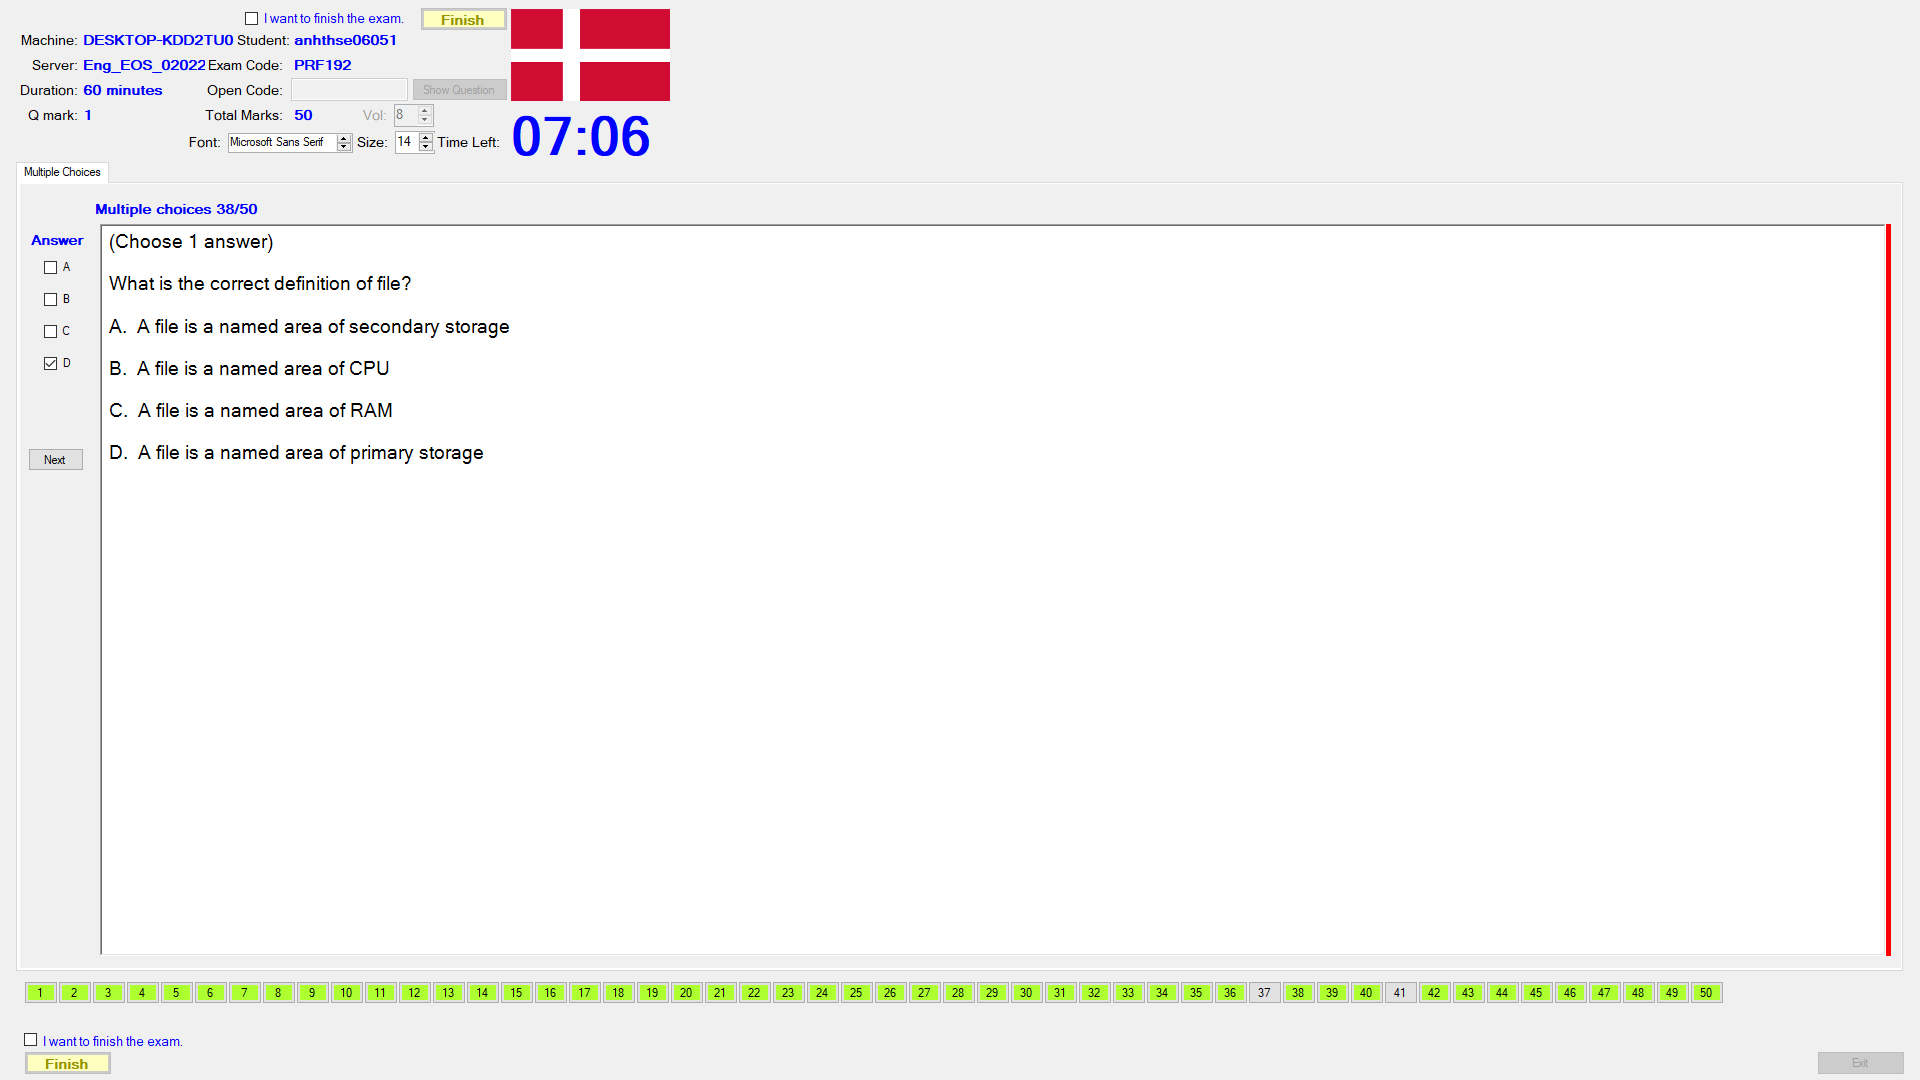 I want to finish the exam. Finish
Machine: DESKTOP-KDD2TU0 Student: anhthse06051
Server: Eng_EOS_02022 Exam Code: PRF192
Duration: 60 minutes Open Code: Show Question
Q mark: 1 Total Marks: 50 Vol: 8
Font: Microsoft Sans Serif Size: 14 Time Left: 07:06
Multiple Choices
Multiple choices 38/50
Answer
A
B
C
D
Next
(Choose 1 answer)
What is the correct definition of file?
A. A file is a named area of secondary storage
B. A file is a named area of CPU
C. A file is a named area of RAM
D. A file is a named area of primary storage
1 2 3 4 5 6 7 8 9 10 11 12 13 14 15 16 17 18 19 20 21 22 23 24 25 26 27 28 29 30 31 32 33 34 35 36 37 38 39 40 41 42 43 44 45 46 47 48 49 50
I want to finish the exam.
Finish
Exit